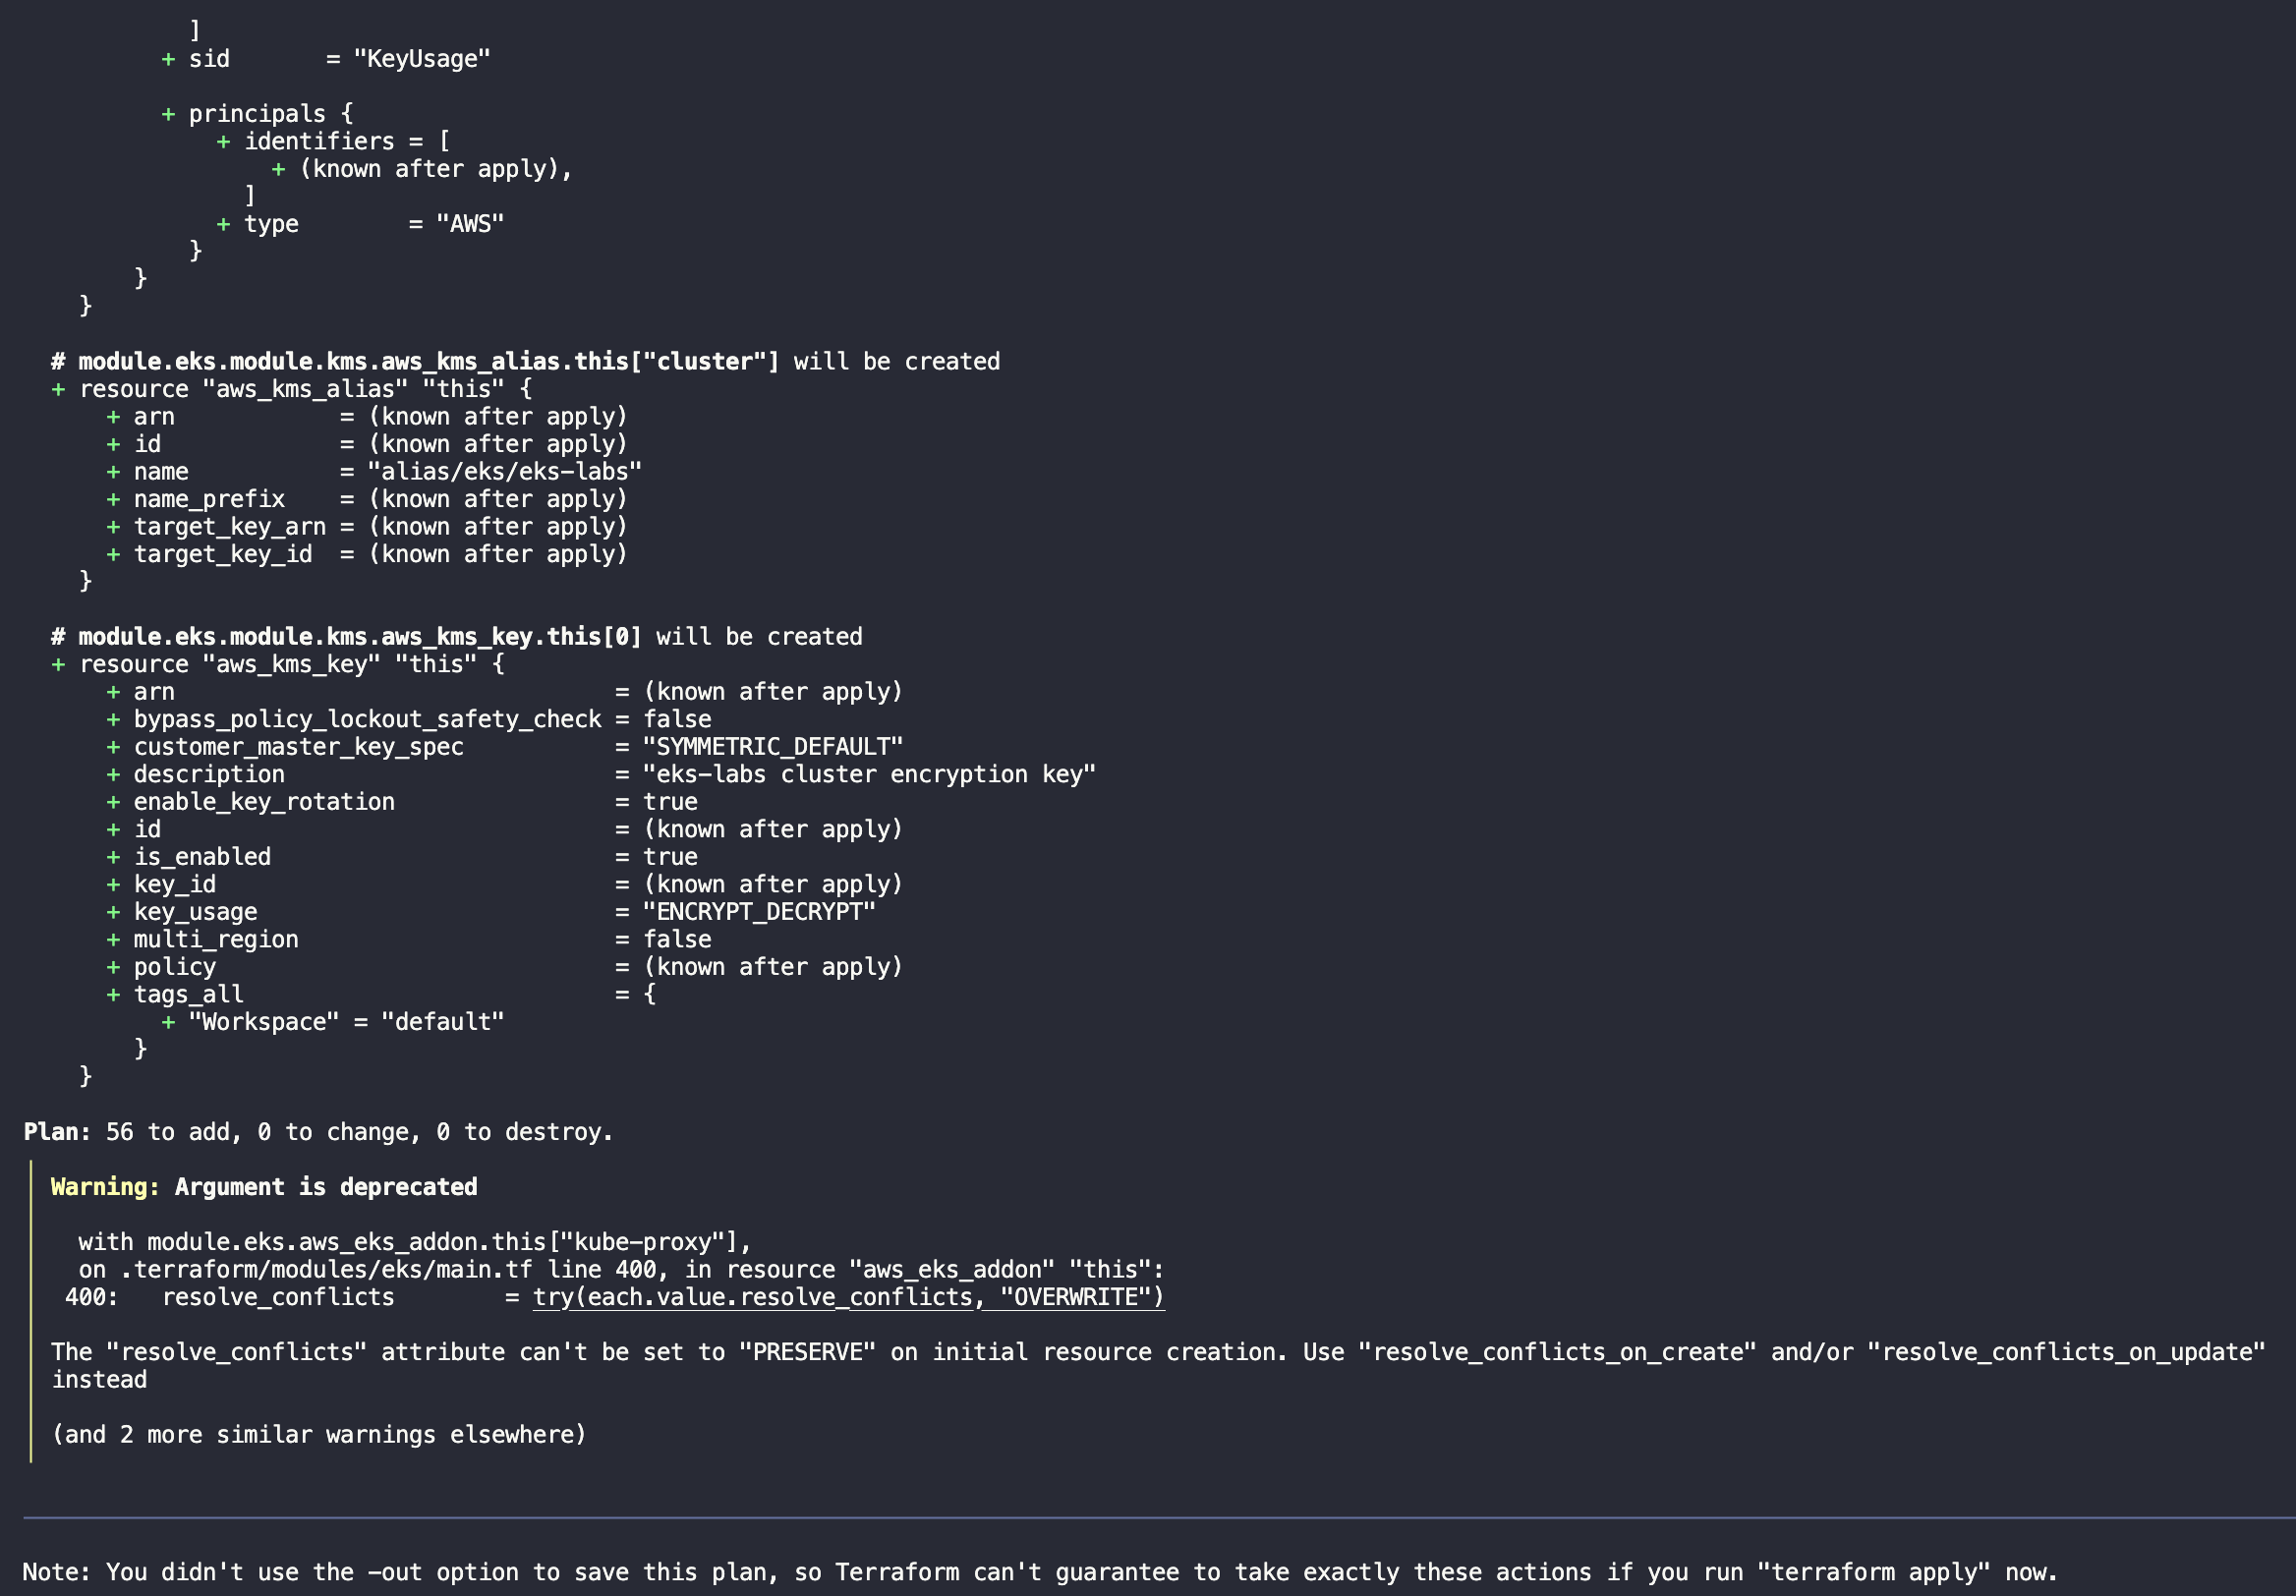 ]
          + sid       = "KeyUsage"

          + principals {
              + identifiers = [
                  + (known after apply),
                ]
              + type        = "AWS"
            }
        }
    }

  # module.eks.module.kms.aws_kms_alias.this["cluster"] will be created
  + resource "aws_kms_alias" "this" {
      + arn            = (known after apply)
      + id             = (known after apply)
      + name           = "alias/eks/eks-labs"
      + name_prefix    = (known after apply)
      + target_key_arn = (known after apply)
      + target_key_id  = (known after apply)
    }

  # module.eks.module.kms.aws_kms_key.this[0] will be created
  + resource "aws_kms_key" "this" {
      + arn                                = (known after apply)
      + bypass_policy_lockout_safety_check = false
      + customer_master_key_spec           = "SYMMETRIC_DEFAULT"
      + description                        = "eks-labs cluster encryption key"
      + enable_key_rotation                = true
      + id                                 = (known after apply)
      + is_enabled                         = true
      + key_id                             = (known after apply)
      + key_usage                          = "ENCRYPT_DECRYPT"
      + multi_region                       = false
      + policy                             = (known after apply)
      + tags_all                           = {
          + "Workspace" = "default"
        }
    }

Plan: 56 to add, 0 to change, 0 to destroy.

  Warning: Argument is deprecated

    with module.eks.aws_eks_addon.this["kube-proxy"],
    on .terraform/modules/eks/main.tf line 400, in resource "aws_eks_addon" "this":
   400:   resolve_conflicts        = try(each.value.resolve_conflicts, "OVERWRITE")

  The "resolve_conflicts" attribute can't be set to "PRESERVE" on initial resource creation. Use "resolve_conflicts_on_create" and/or "resolve_conflicts_on_update"
  instead

  (and 2 more similar warnings elsewhere)

Note: You didn't use the -out option to save this plan, so Terraform can't guarantee to take exactly these actions if you run "terraform apply" now.